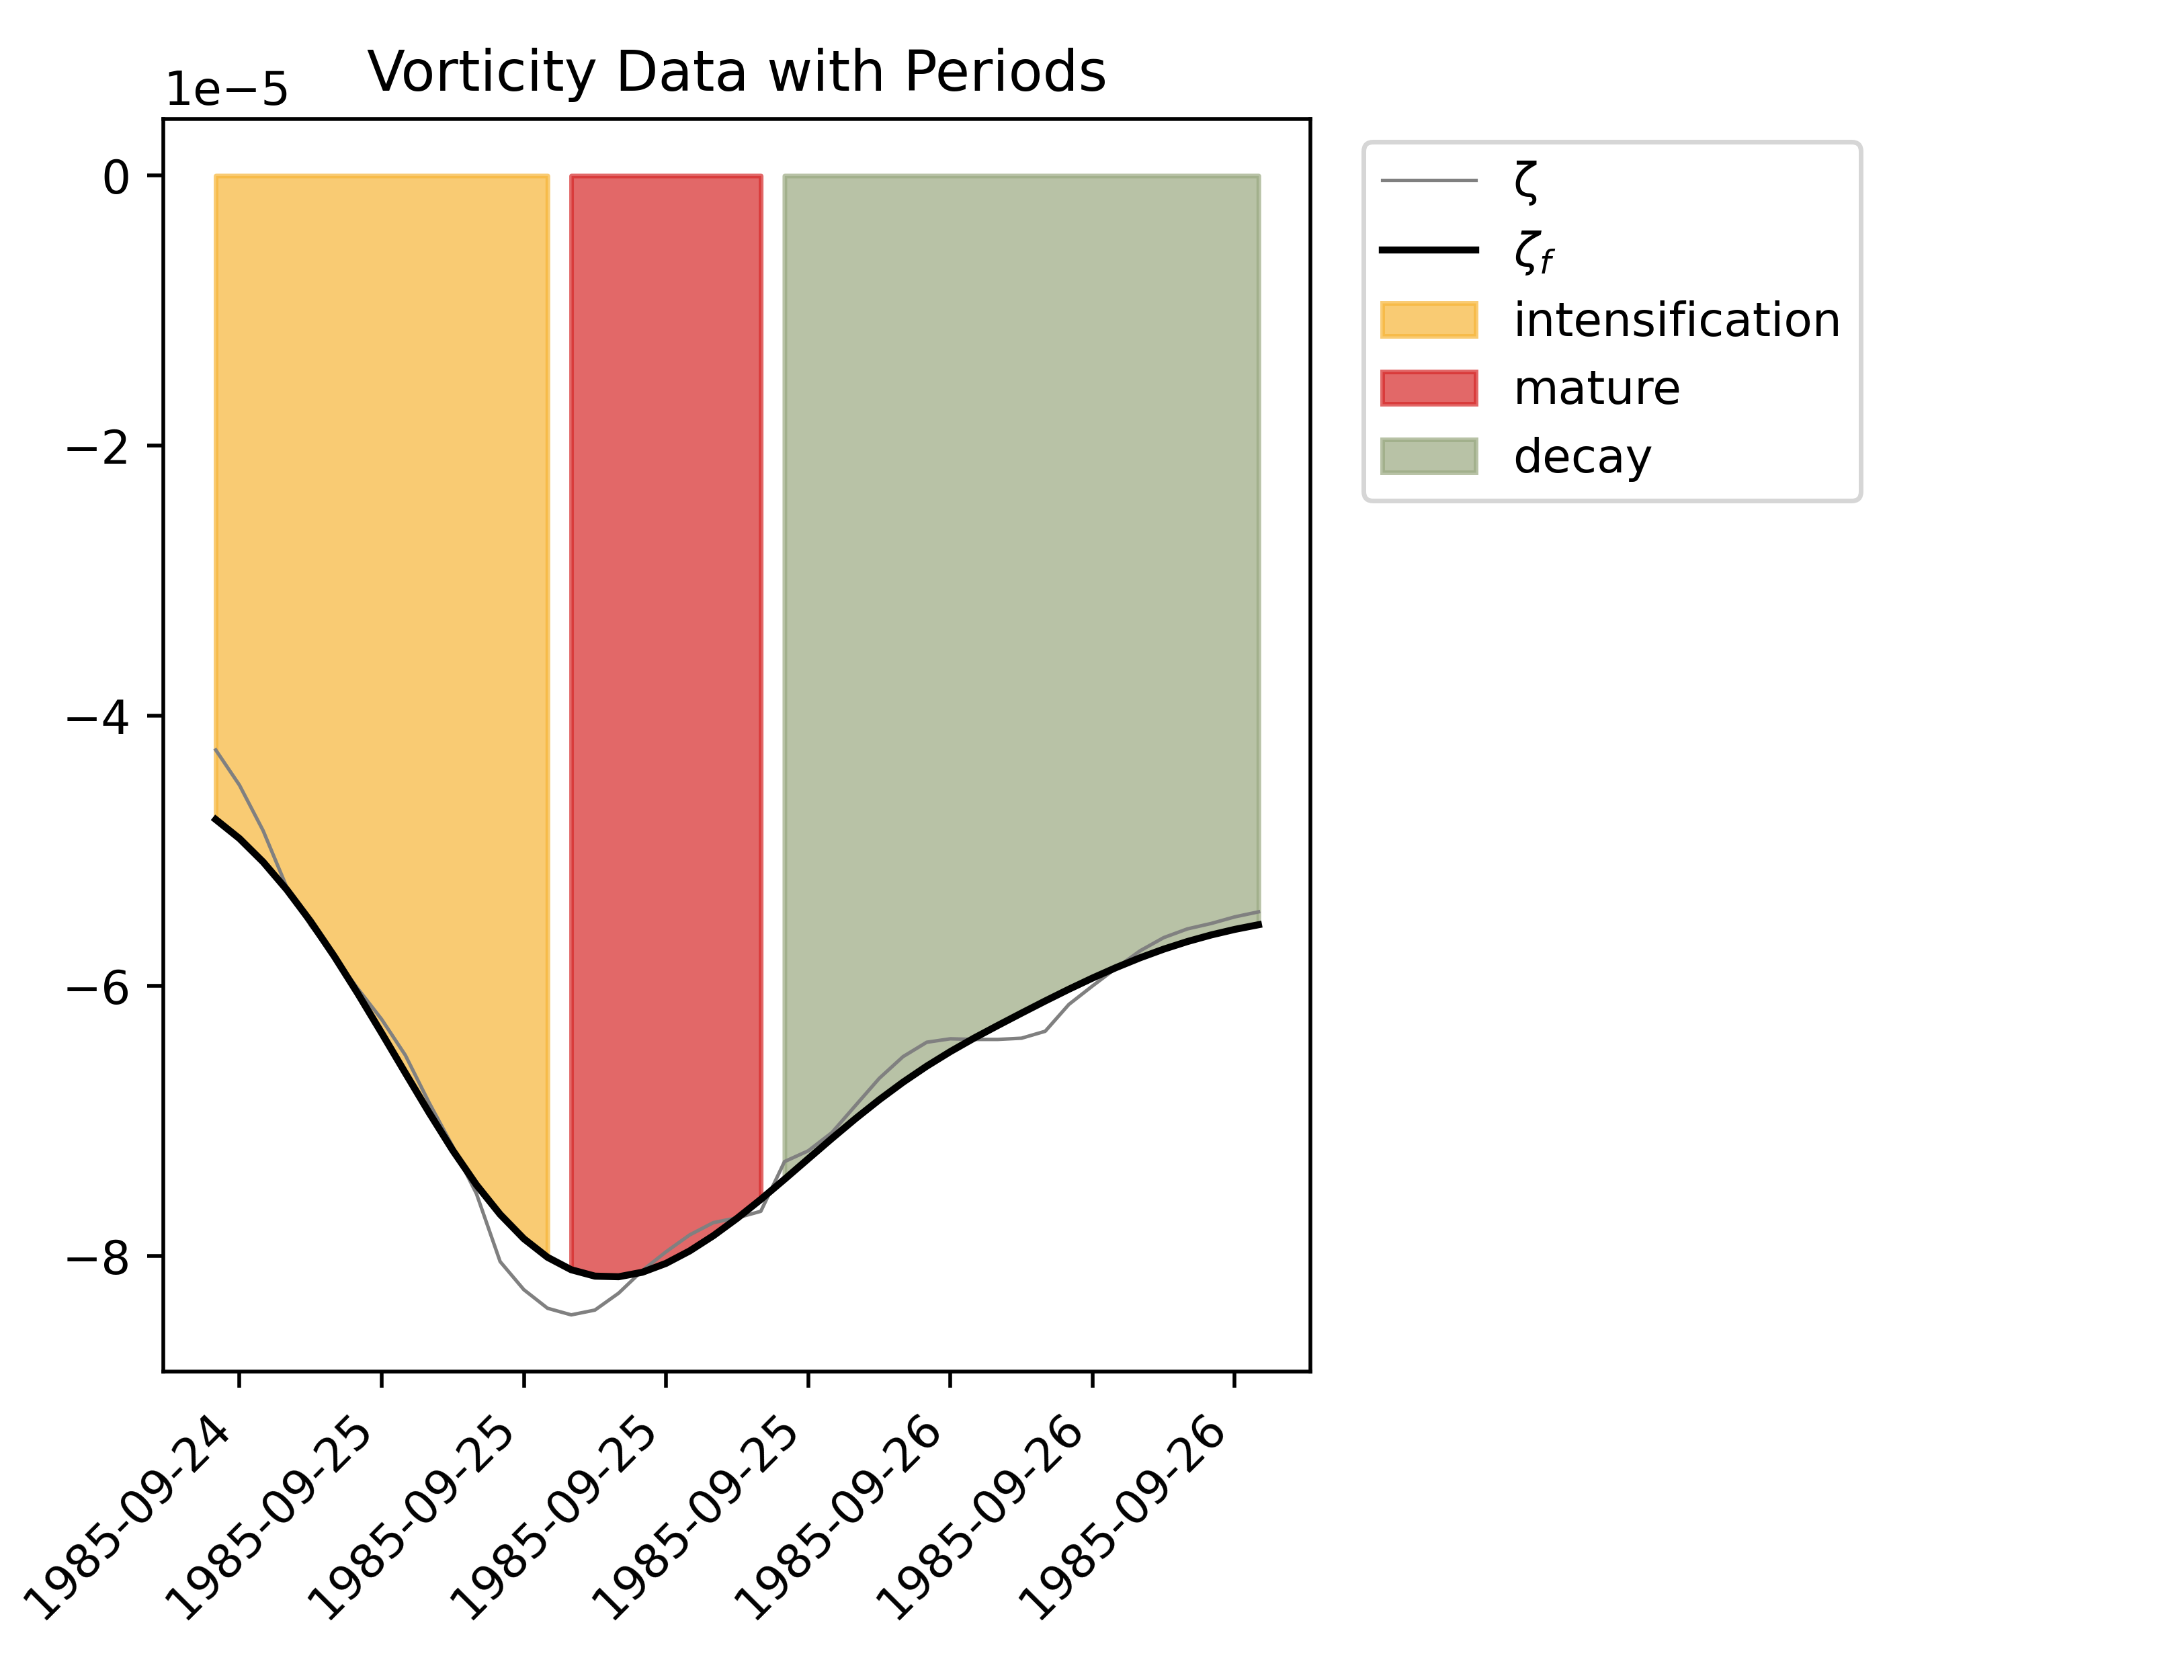 Vorticity Data with Periods
1e−5
0
−2
−4
−6
−8
1985-09-24
1985-09-25
1985-09-25
1985-09-25
1985-09-25
1985-09-26
1985-09-26
1985-09-26
ζ
ζf
intensification
mature
decay